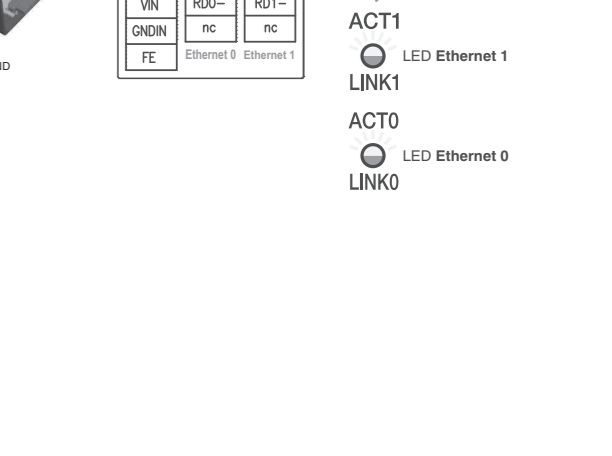 VIN RD0– RD1–
GNDIN nc nc
FE Ethernet 0 Ethernet 1
ACT1
LED Ethernet 1
LINK1
ACT0
LED Ethernet 0
LINK0